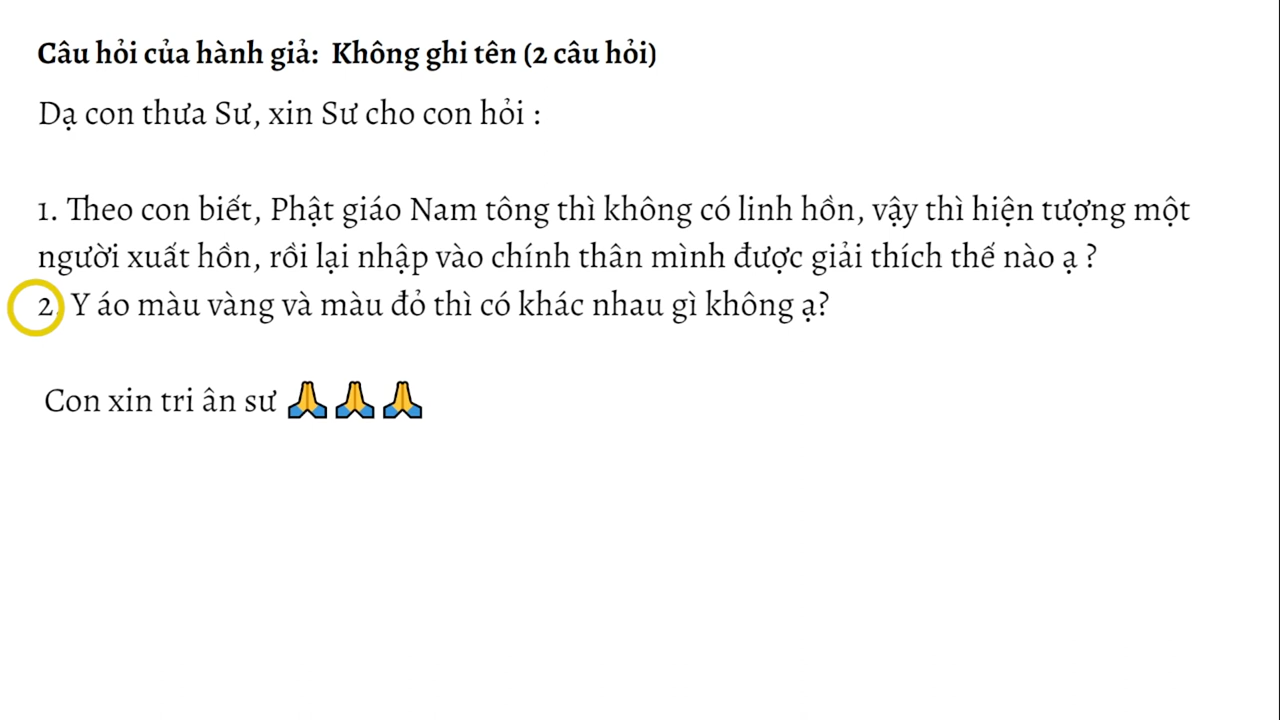 Câu hỏi của hành giả: Không ghi tên (2 câu hỏi)
Dạ con thưa Sư, xin Sư cho con hỏi :
1. Theo con biết, Phật giáo Nam tông thì không có linh hồn, vậy thì hiện tượng một
người xuất hồn, rồi lại nhập vào chính thân mình được giải thích thế nào ạ ?
2. Y áo màu vàng và màu đỏ thì có khác nhau gì không ạ?
Con xin tri ân sư 🙏🙏🙏